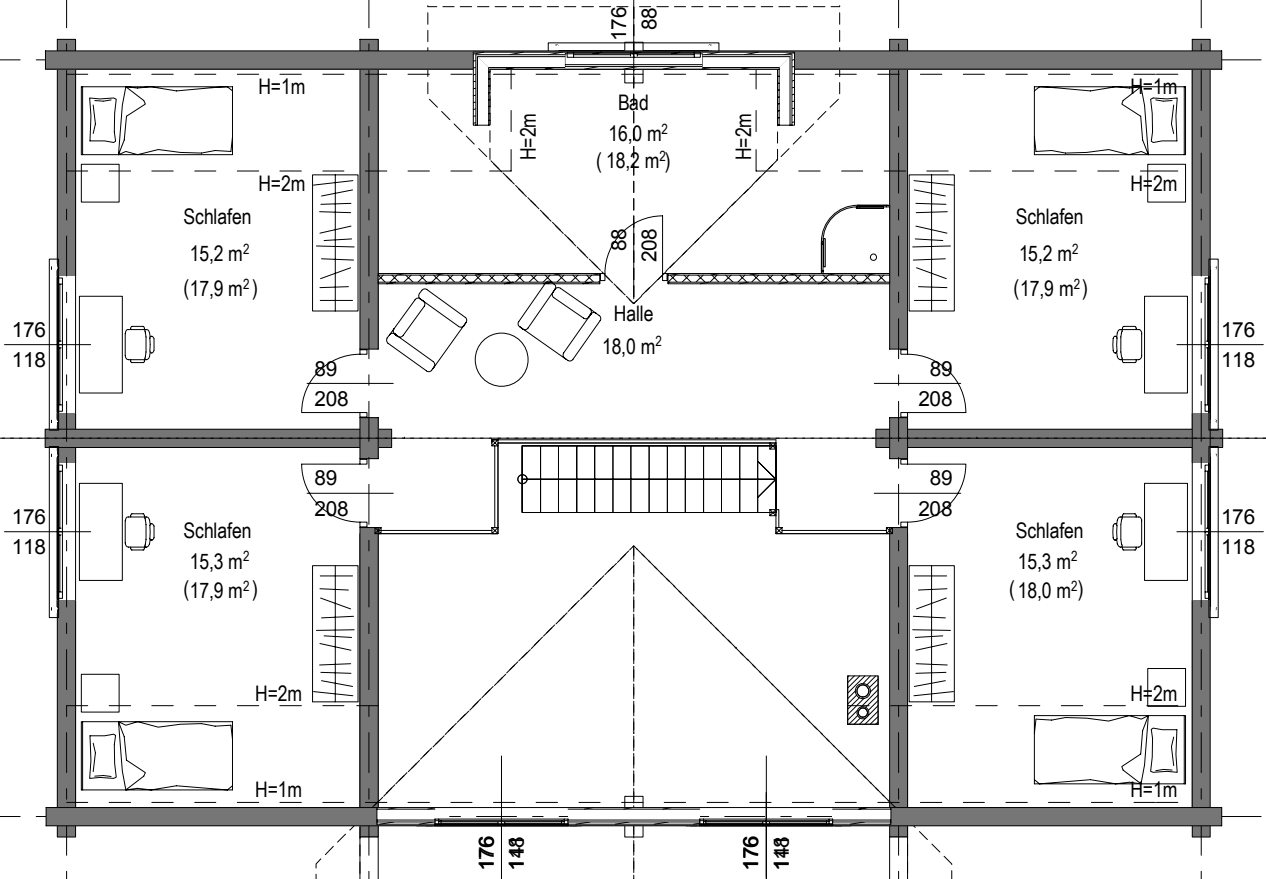 176
88
H=1m
H=1m
Bad
16,0 m²
(18,2 m²)
H=2m
H=2m
H=2m
H=2m
Schlafen
15,2 m²
(17,9 m²)
Schlafen
15,2 m²
(17,9 m²)
88
208
Halle
18,0 m²
176
118
176
118
89
208
89
208
89
208
89
208
176
118
176
118
Schlafen
15,3 m²
(17,9 m²)
Schlafen
15,3 m²
(18,0 m²)
H=2m
H=2m
H=1m
H=1m
176
176